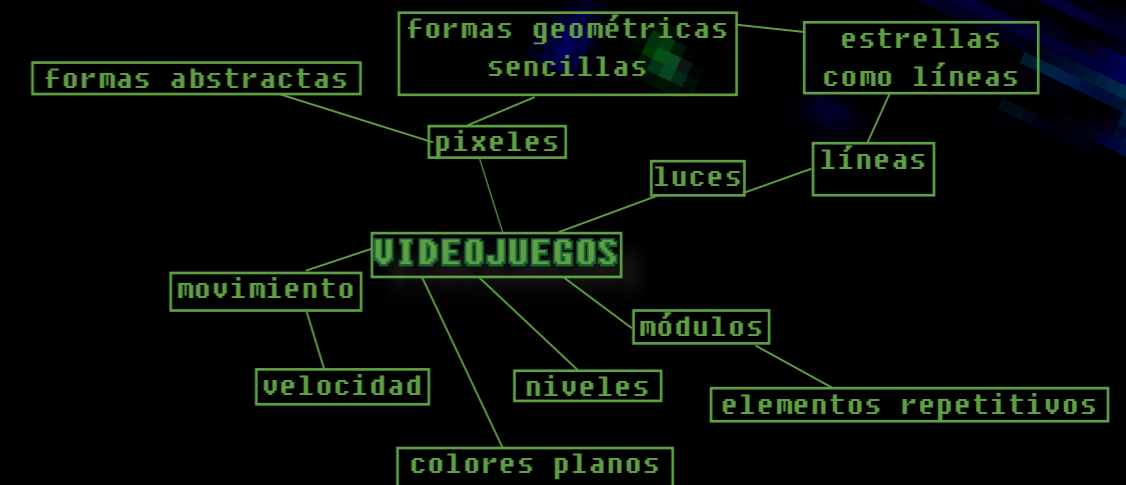 formas geométricas
sencillas
estrellas
como líneas
formas abstractas
pixeles
líneas
luces
VIDEOJUEGOS
movimiento
módulos
velocidad
niveles
elementos repetitivos
colores planos